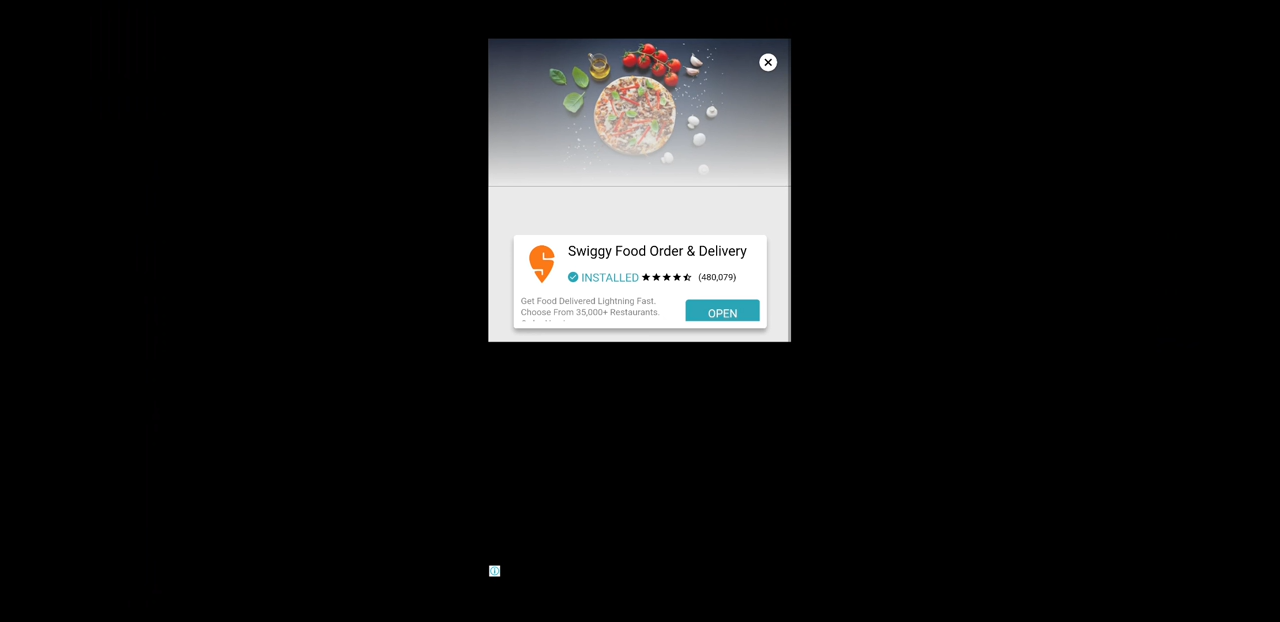 Swiggy Food Order & Delivery
INSTALLED (480,079)
Get Food Delivered Lightning Fast.
Choose From 35,000+ Restaurants.
OPEN